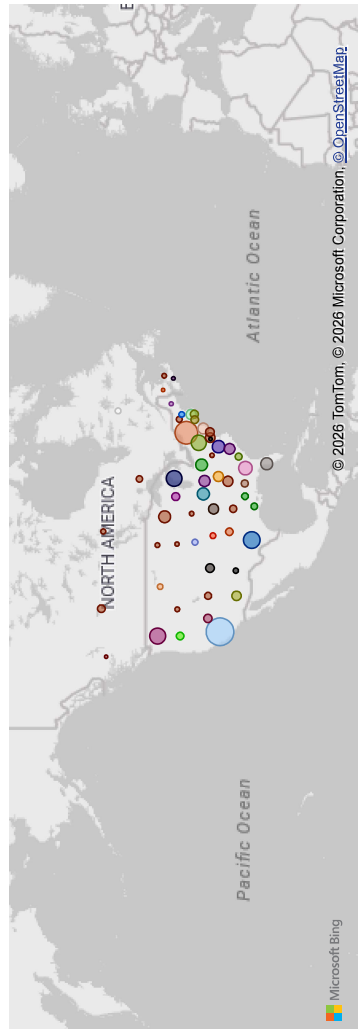 E
NORTH AMERICA
Atlantic Ocean
Pacific Ocean
Microsoft Bing
© 2026 TomTom, © 2026 Microsoft Corporation, © OpenStreetMap